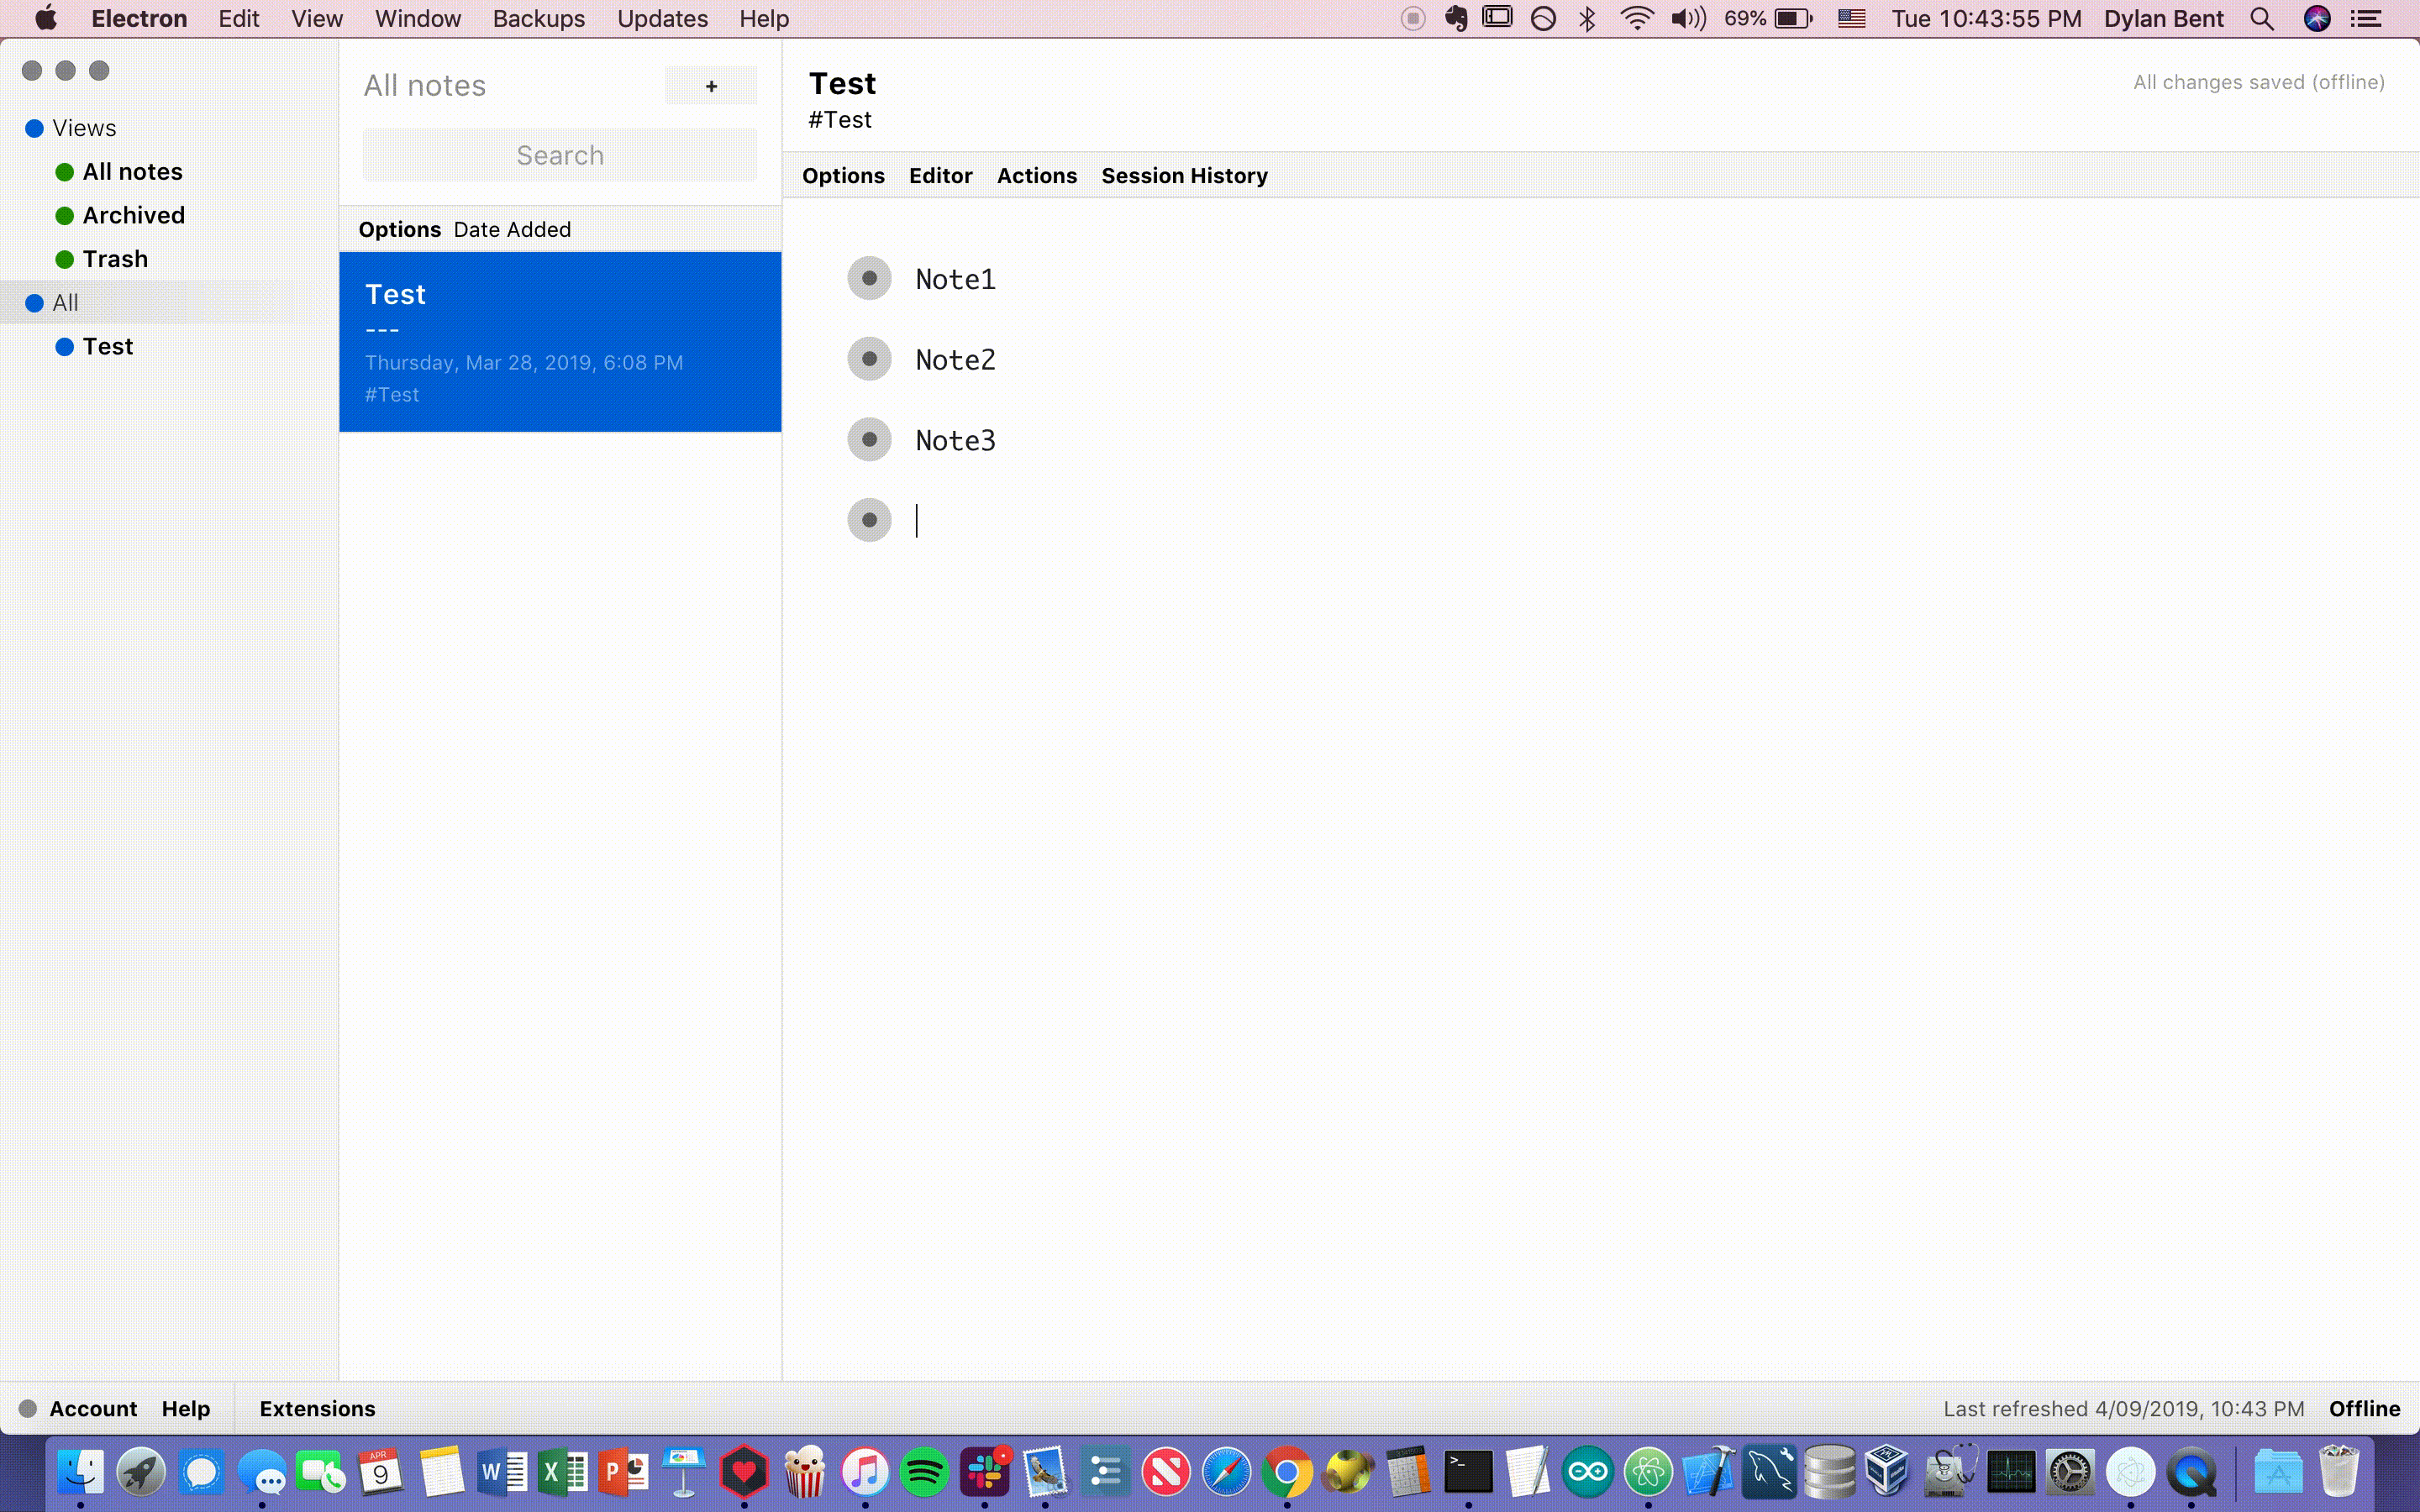 Electron Edit View Window Backups Updates Help 69% Tue 10:43:55 PM Dylan Bent
Views
All notes
Archived
Trash
All
Test
All notes +
Search
Options Date Added
Test
---
Thursday, Mar 28, 2019, 6:08 PM
#Test
Test
#Test
All changes saved (offline)
Options Editor Actions Session History
Note1
Note2
Note3
Account Help Extensions
Last refreshed 4/09/2019, 10:43 PM Offline
APR
9
W
X
P
>_